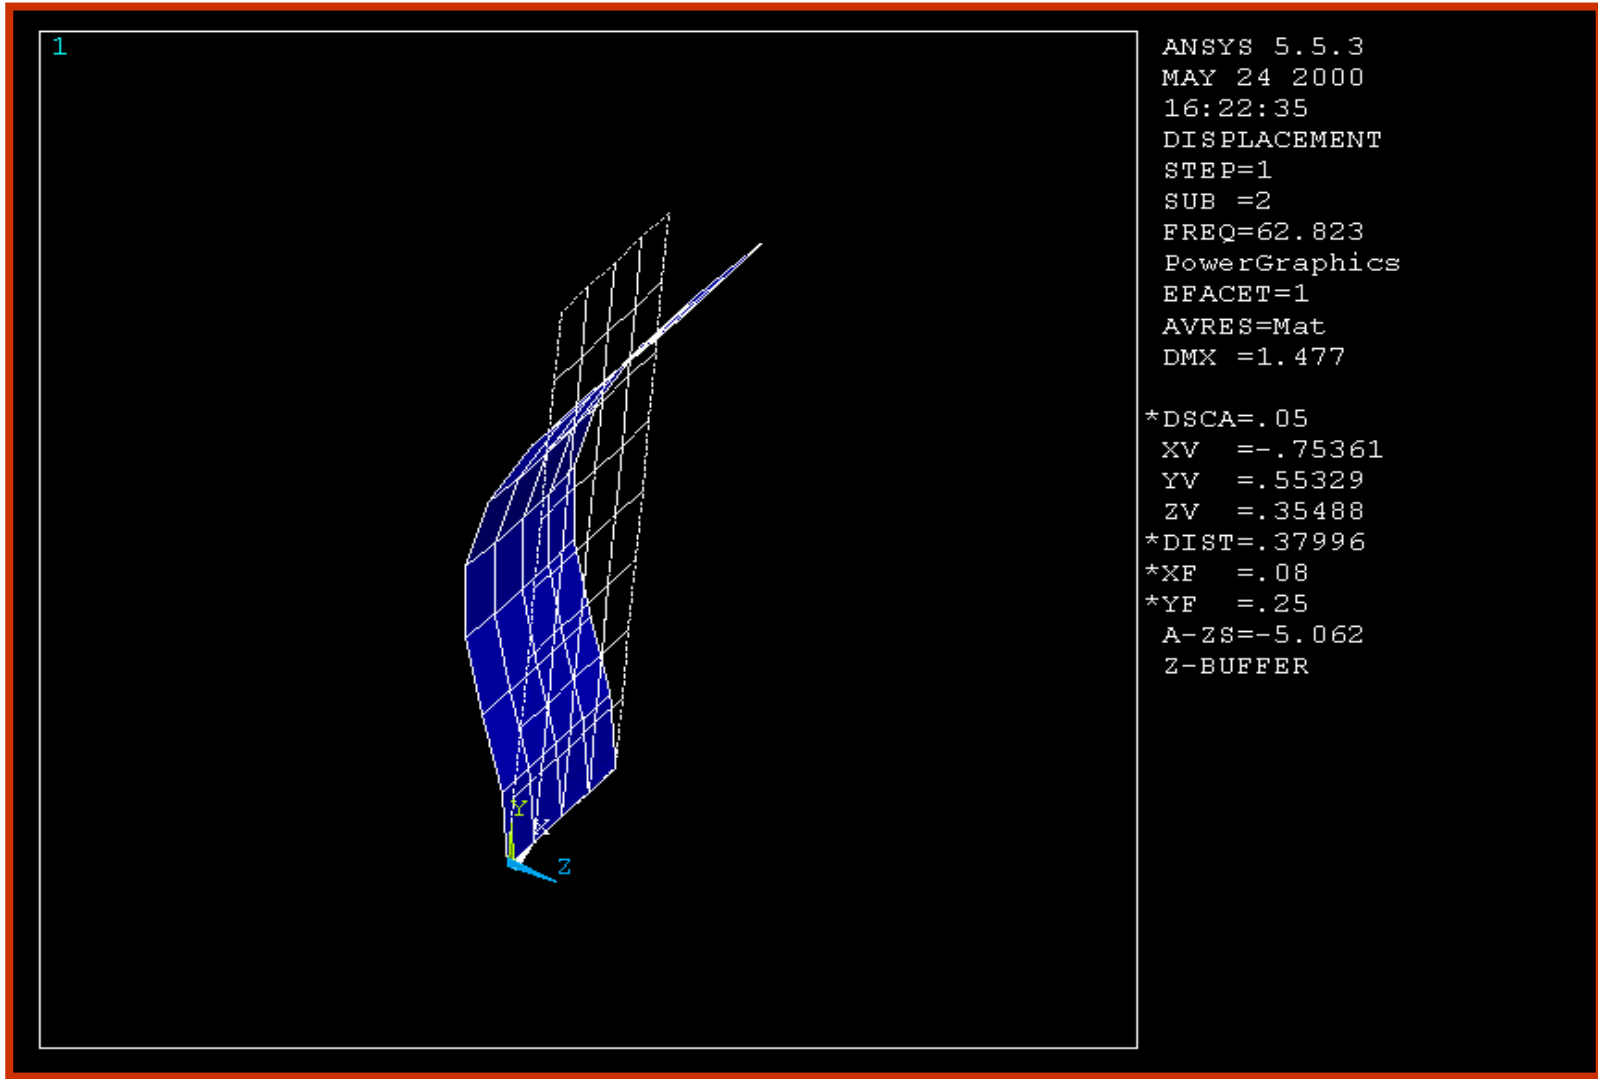 1
ANSYS 5.5.3
MAY 24 2000
16:22:35
DISPLACEMENT
STEP=1
SUB =2
FREQ=62.823
PowerGraphics
EFACET=1
AVRES=Mat
DMX =1.477
*DSCA=.05
XV =-.75361
YV =.55329
ZV =.35488
*DIST=.37996
*XF =.08
*YF =.25
A-ZS=-5.062
Z-BUFFER
Y
X
Z